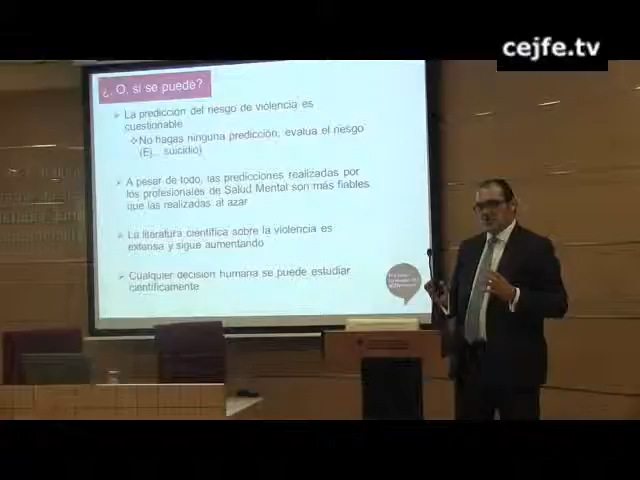 cejfe.tv
¿. O, si se puede?
➢ La predicción del riesgo de violencia es
cuestionable
❖No hagas ninguna predicción, evalua el riesgo
(Ej... suicidio)
➢ A pesar de todo, las predicciones realizadas por
los profesionales de Salud Mental son más fiables
que las realizadas al azar
➢ La literatura científica sobre la violencia es
extensa y sigue aumentando
➢ Cualquier decisión humana se puede estudiar
científicamente